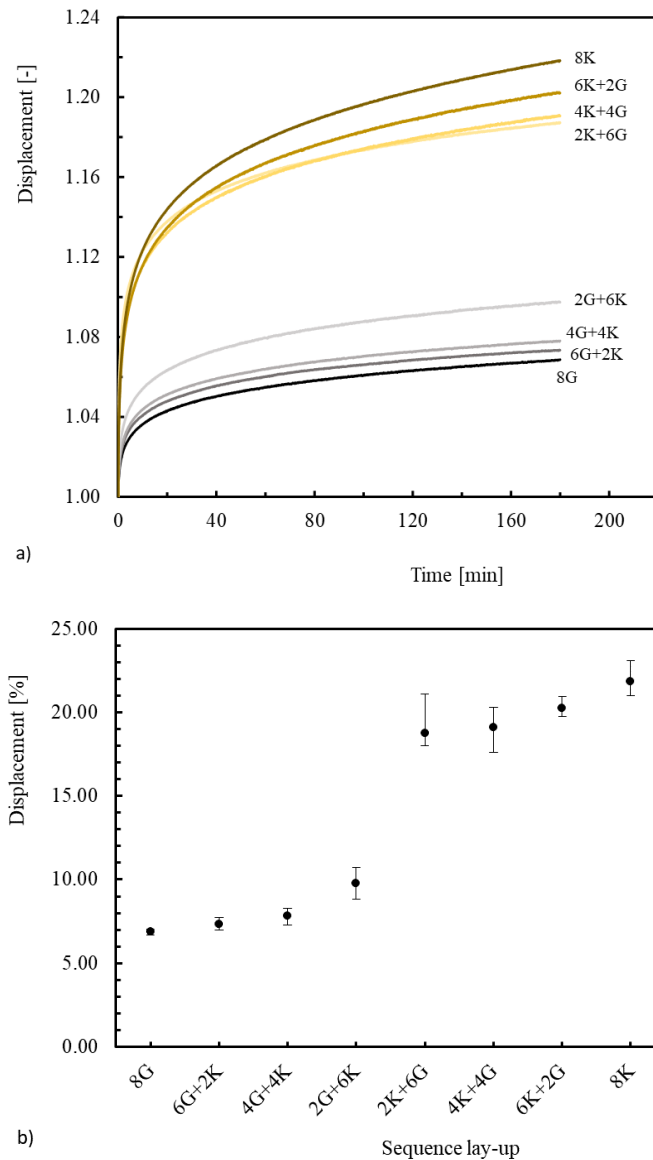 1.24
1.20
1.16
1.12
1.08
1.04
1.00
Displacement [-]
8K
6K+2G
4K+4G
2K+6G
2G+6K
4G+4K
6G+2K
8G
0 40 80 120 160 200
Time [min]
a)
25.00
20.00
15.00
10.00
5.00
0.00
Displacement [%]
8G 6G+2K 4G+4K 2G+6K 2K+6G 4K+4G 6K+2G 8K
Sequence lay-up
b)